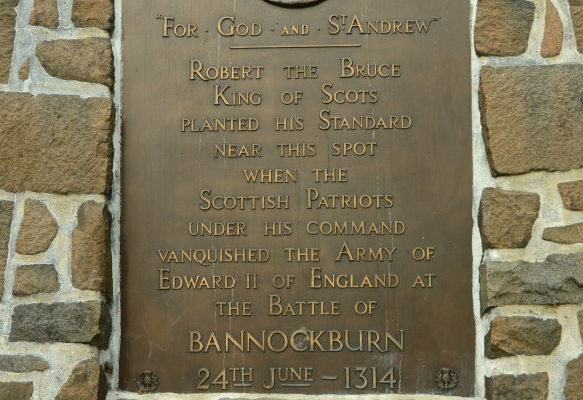 "For · God · and · St. Andrew"
Robert the Bruce
King of Scots
planted his Standard
near this spot
when the
Scottish Patriots
under his command
vanquished the Army of
Edward II of England at
the Battle of
BANNOCKBURN
24th June – 1314